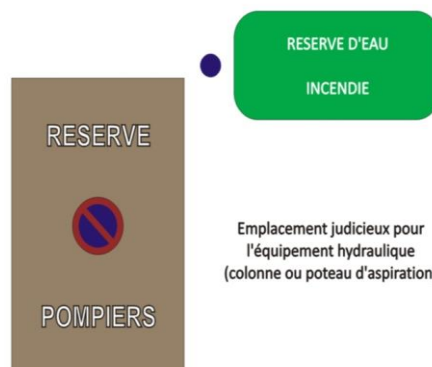 RESERVE D'EAU
INCENDIE
RESERVE
POMPIERS
Emplacement judicieux pour
l'équipement hydraulique
(colonne ou poteau d'aspiration